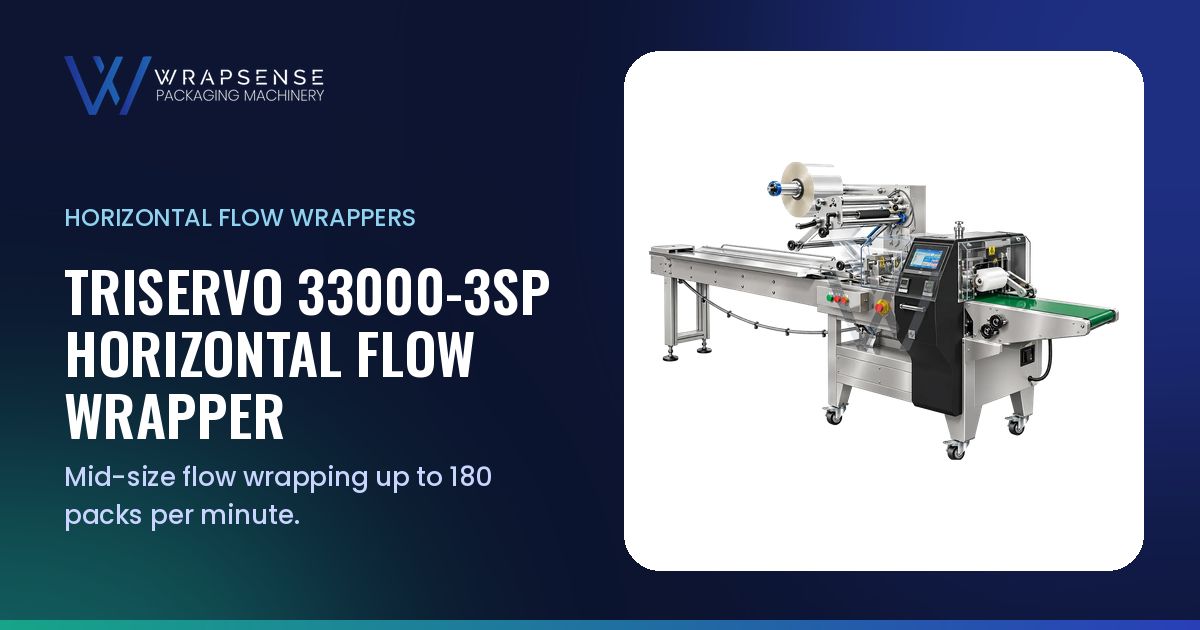 WRAPSENSE
PACKAGING MACHINERY
HORIZONTAL FLOW WRAPPERS
TRISERVO 33000-3SP
HORIZONTAL FLOW
WRAPPER
Mid-size flow wrapping up to 180
packs per minute.